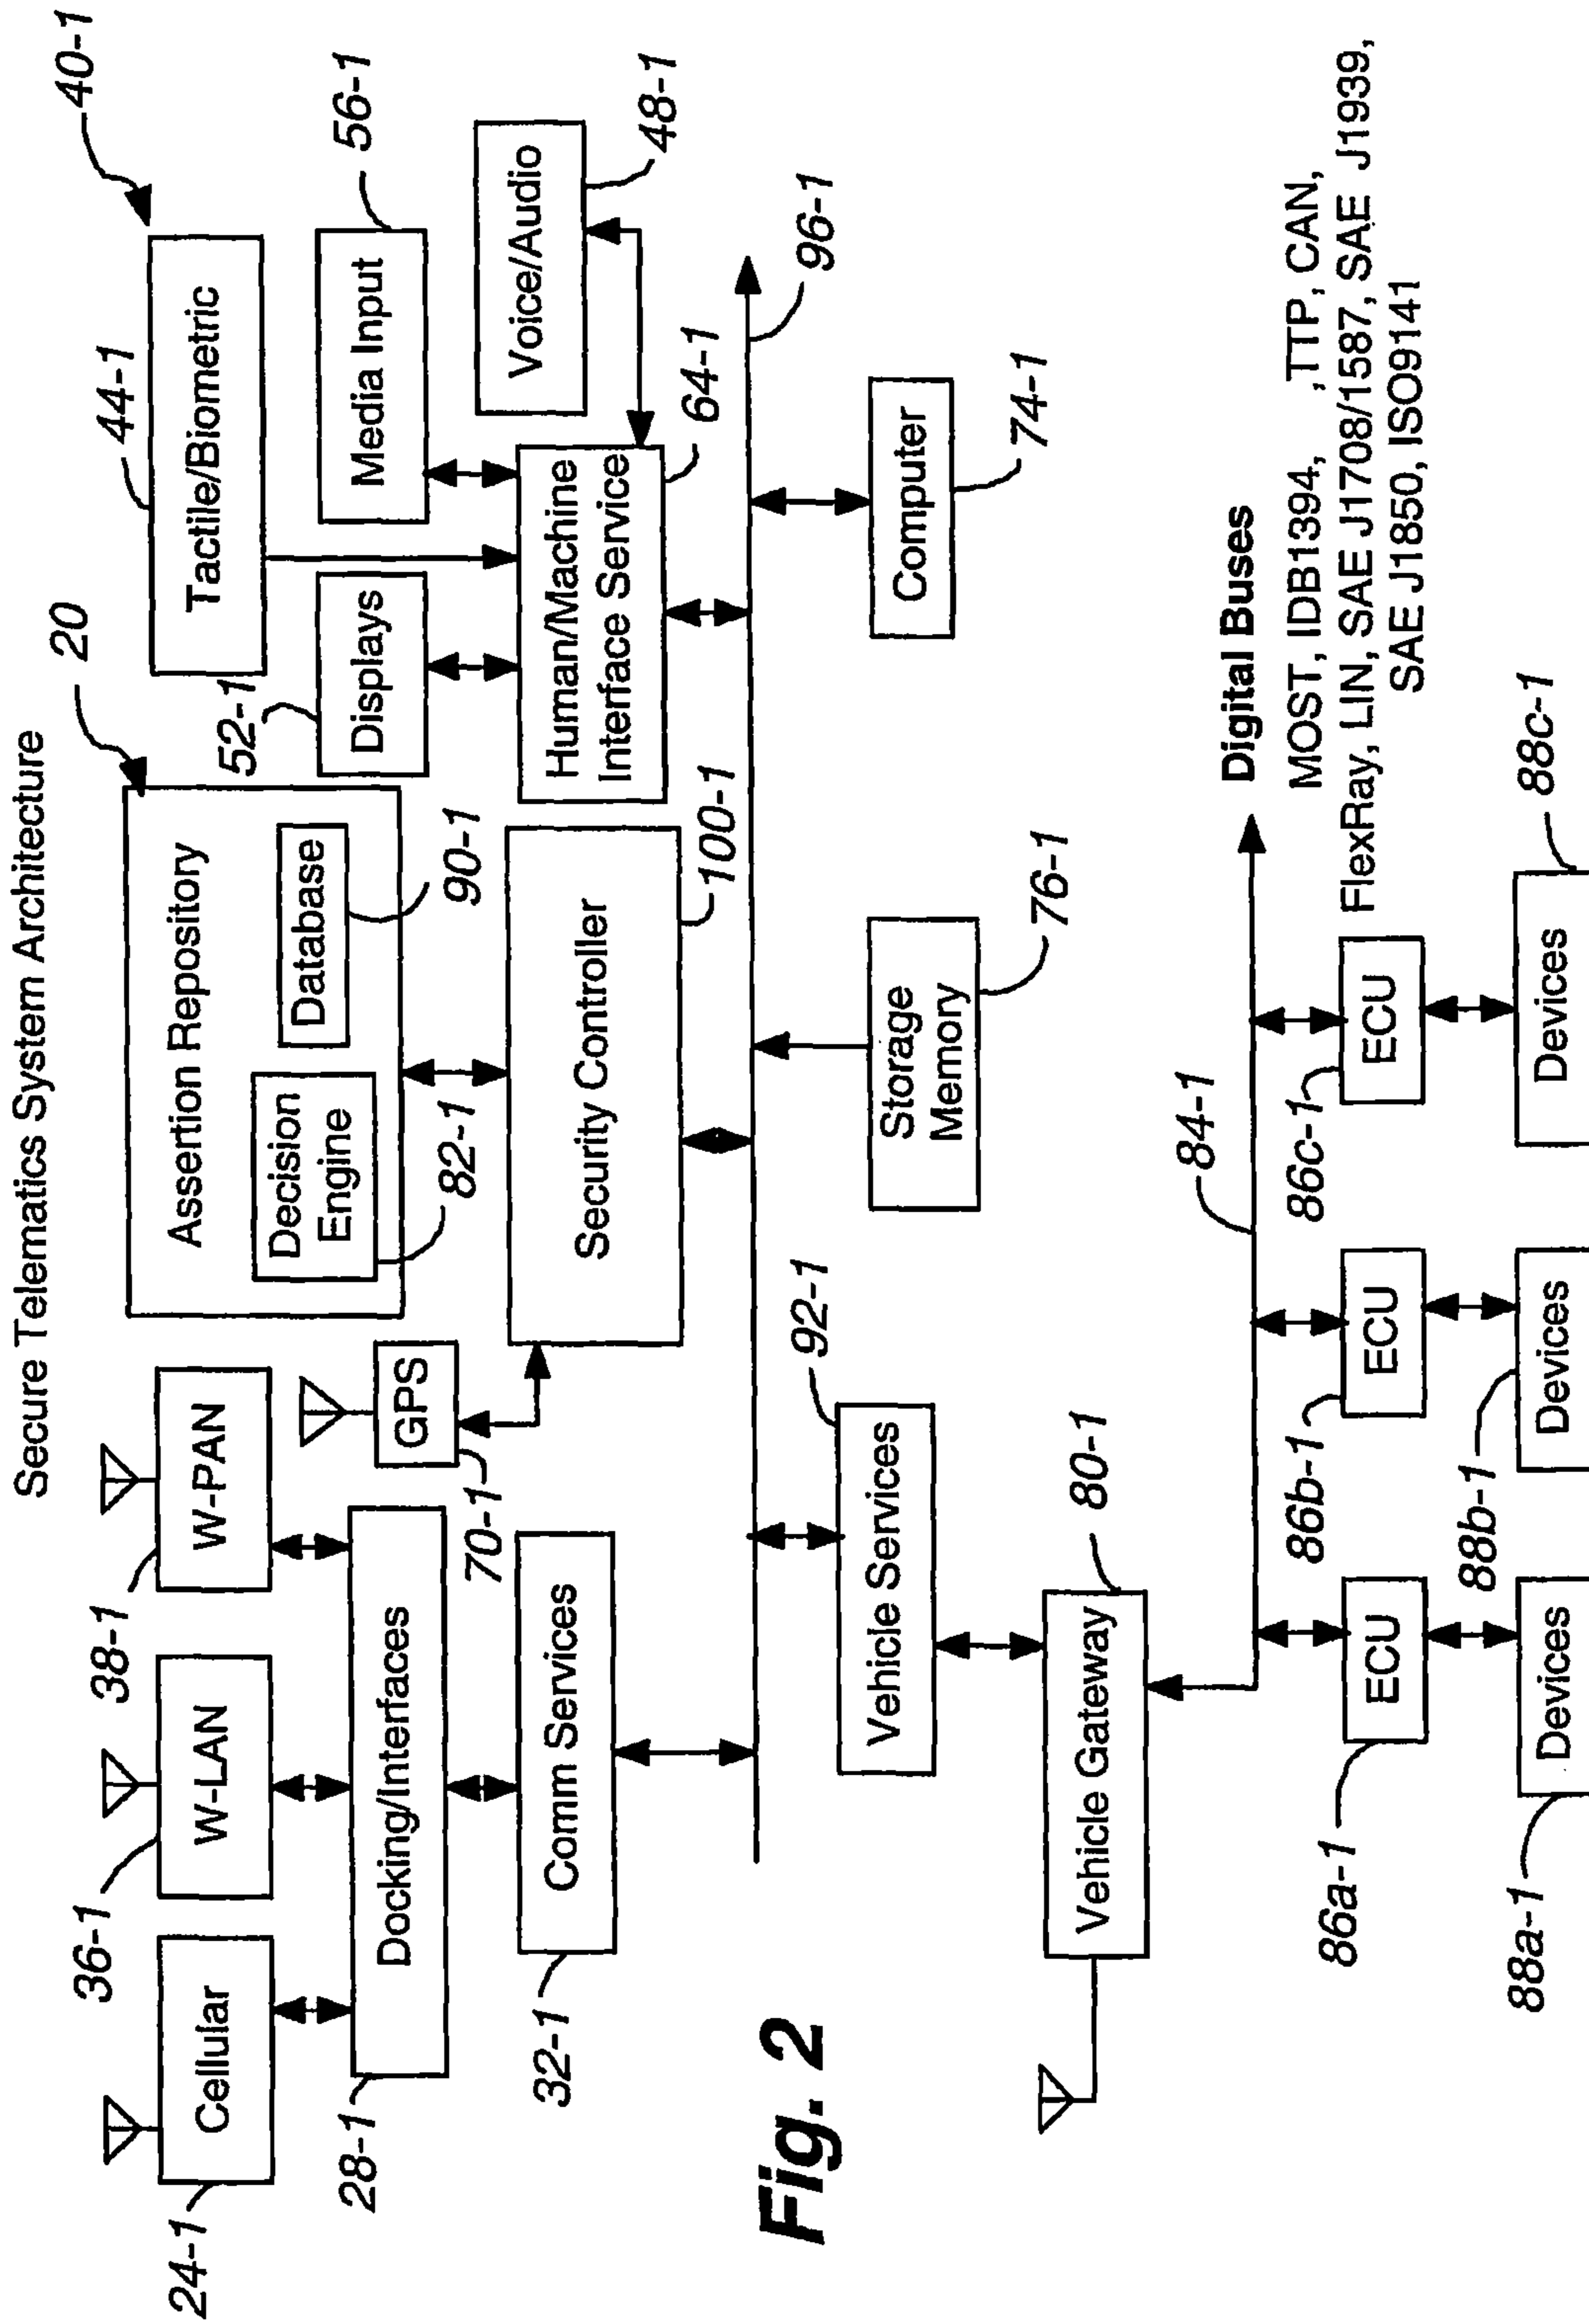 Secure Telematics System Architecture
20
40-1
44-1
Tactile/Biometric
24-1
Cellular
36-1
W-LAN
38-1
W-PAN
Assertion Repository
Decision
Engine
82-1
Database
90-1
52-1
Displays
Media Input
56-1
Voice/Audio
48-1
28-1
Docking/Interfaces
GPS
70-1
32-1
Comm Services
Security Controller
100-1
Human/Machine
Interface Service
64-1
96-1
Fig. 2
Vehicle Services
92-1
Storage
Memory
76-1
Computer
74-1
Vehicle Gateway
80-1
84-1
Digital Buses
MOST, IDB1394, ,TTP, CAN,
FlexRay, LIN, SAE J1708/1587, SAE J1939,
SAE J1850, ISO9141
86a-1
ECU
86b-1
ECU
86c-1
ECU
88a-1
Devices
88b-1
Devices
88c-1
Devices